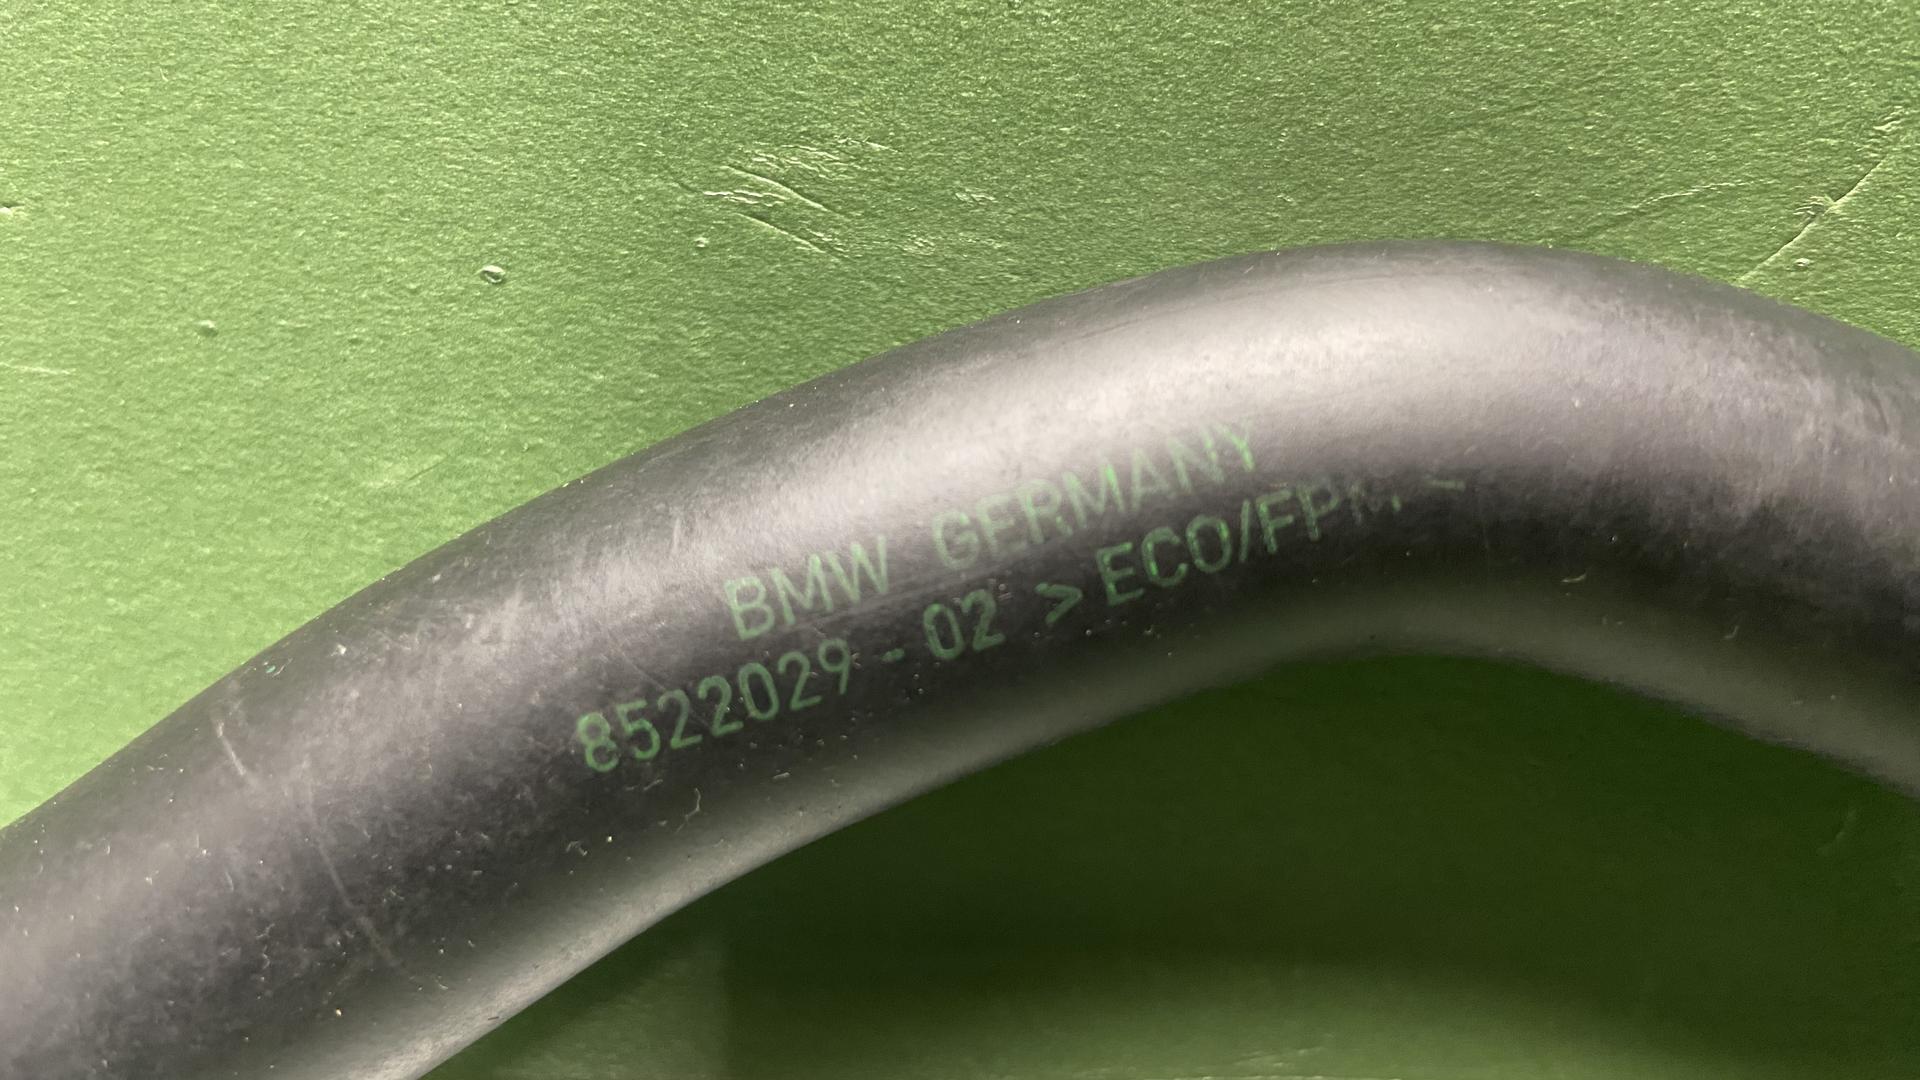 BMW GERMANY
8522029 - 02 > ECO/FPM <